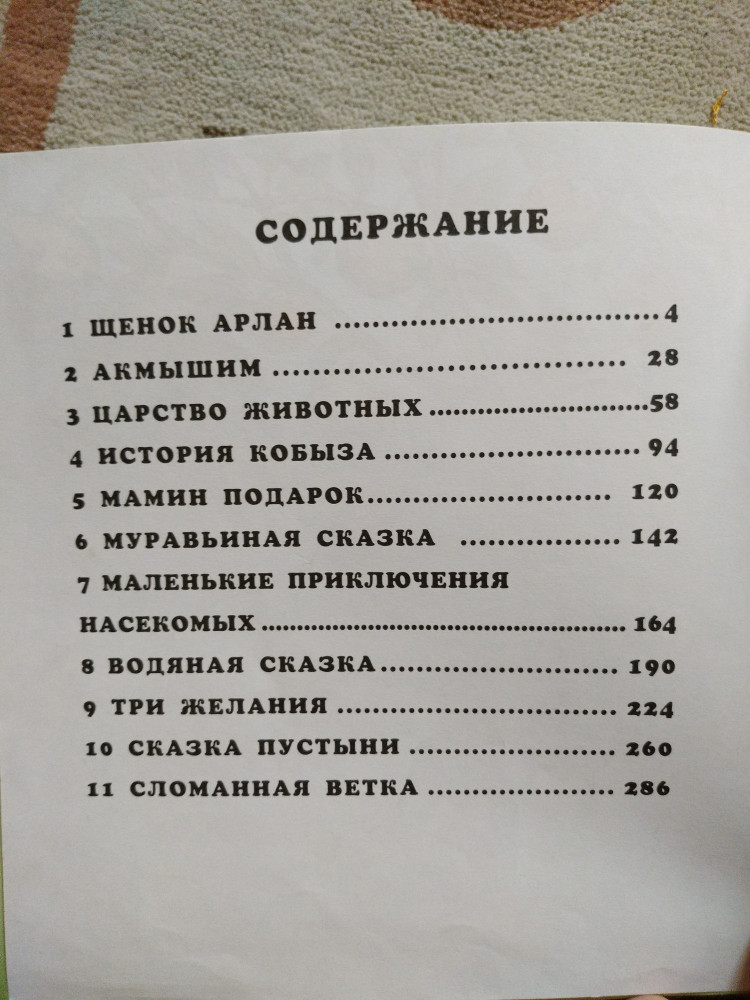 СОДЕРЖАНИЕ
1 ЩЕНОК АРЛАН ................................4
2 АКМЫШИМ ............................ 28
3 ЦАРСТВО ЖИВОТНЫХ..........................58
4 ИСТОРИЯ КОБЫЗА .......................... 94
5 МАМИН ПОДАРОК......................... 120
6 МУРАВЬИНАЯ СКАЗКА ................ 142
7 МАЛЕНЬКИЕ ПРИКЛЮЧЕНИЯ
НАСЕКОМЫХ.............................................. 164
8 ВОДЯНАЯ СКАЗКА........................ 190
9 ТРИ ЖЕЛАНИЯ ............................ 224
10 СКАЗКА ПУСТЫНИ ..................... 260
11 СЛОМАННАЯ ВЕТКА ................... 286